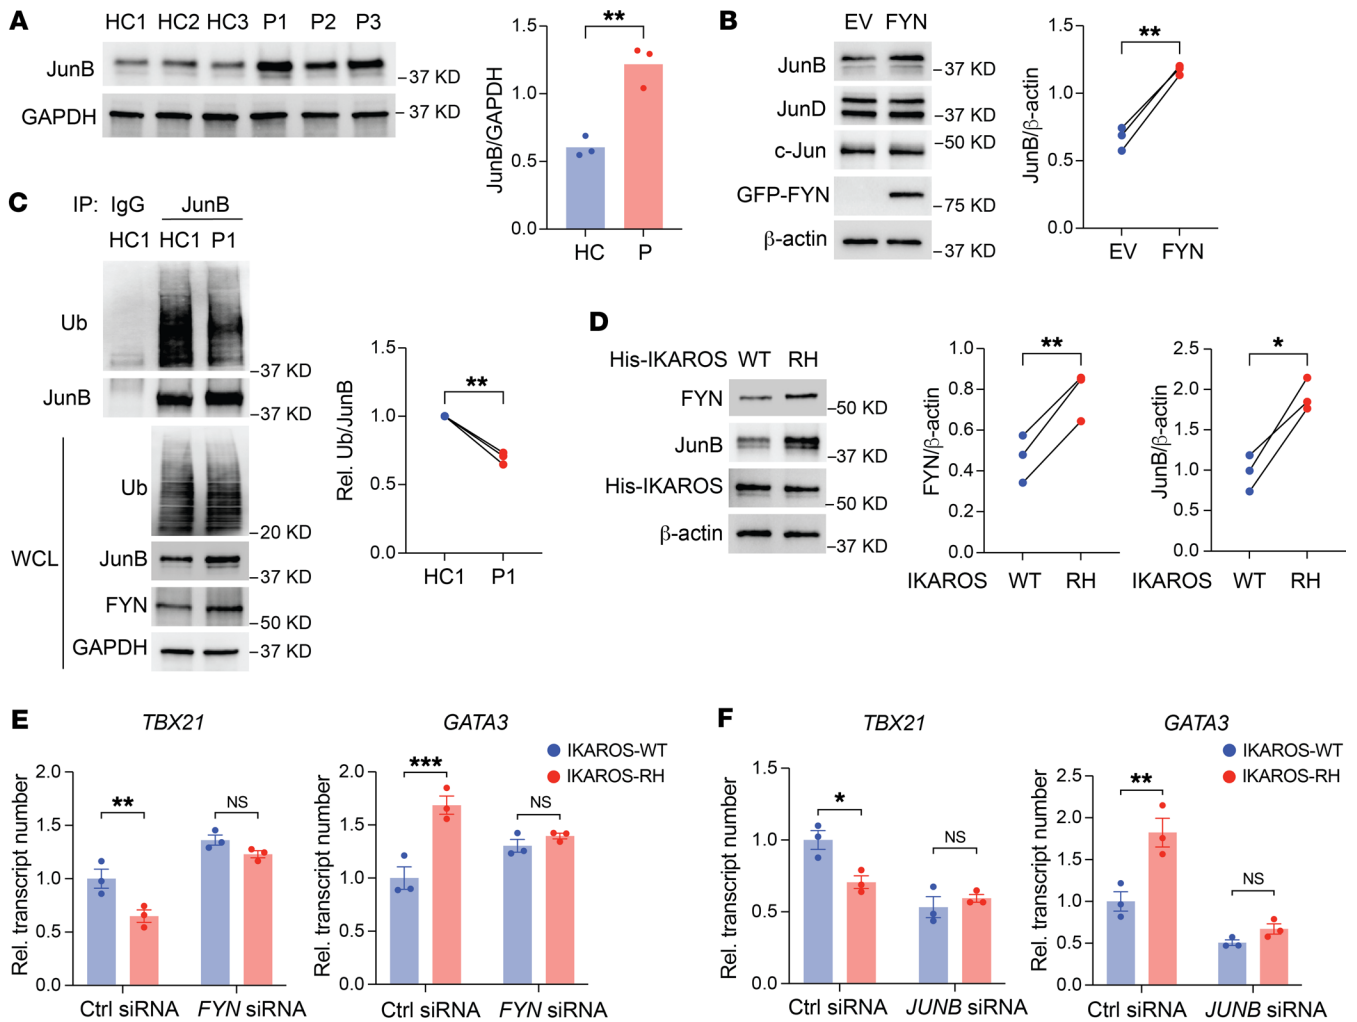 A
HC1 HC2 HC3 P1 P2 P3
JunB
–37 KD
GAPDH
– 37 KD
**
JunB/GAPDH
1.5
1.0
0.5
0.0
HC P
B
EV FYN
JunB
–37 KD
JunD
–37 KD
c-Jun
–50 KD
GFP-FYN
–75 KD
β-actin
–37 KD
**
JunB/β-actin
1.5
1.0
0.5
0.0
EV FYN
C
IP: IgG JunB
HC1 HC1 P1
Ub
–37 KD
JunB
–37 KD
WCL
Ub
–20 KD
JunB
–37 KD
FYN
–50 KD
GAPDH
–37 KD
**
Rel. Ub/JunB
1.5
1.0
0.5
0.0
HC1 P1
D
His-IKAROS WT RH
FYN
–50 KD
JunB
–37 KD
His-IKAROS
–50 KD
β-actin
–37 KD
**
FYN/β-actin
1.0
0.8
0.6
0.4
0.2
0.0
IKAROS WT RH
*
JunB/β-actin
2.5
2.0
1.5
1.0
0.5
0.0
IKAROS WT RH
E
TBX21
Rel. transcript number
2.0
1.5
1.0
0.5
0.0
**
NS
Ctrl siRNA FYN siRNA
GATA3
IKAROS-WT
IKAROS-RH
Rel. transcript number
2.0
1.5
1.0
0.5
0.0
***
NS
Ctrl siRNA FYN siRNA
F
TBX21
Rel. transcript number
1.5
1.0
0.5
0.0
*
NS
Ctrl siRNA JUNB siRNA
GATA3
IKAROS-WT
IKAROS-RH
Rel. transcript number
2.5
2.0
1.5
1.0
0.5
0.0
**
NS
Ctrl siRNA JUNB siRNA